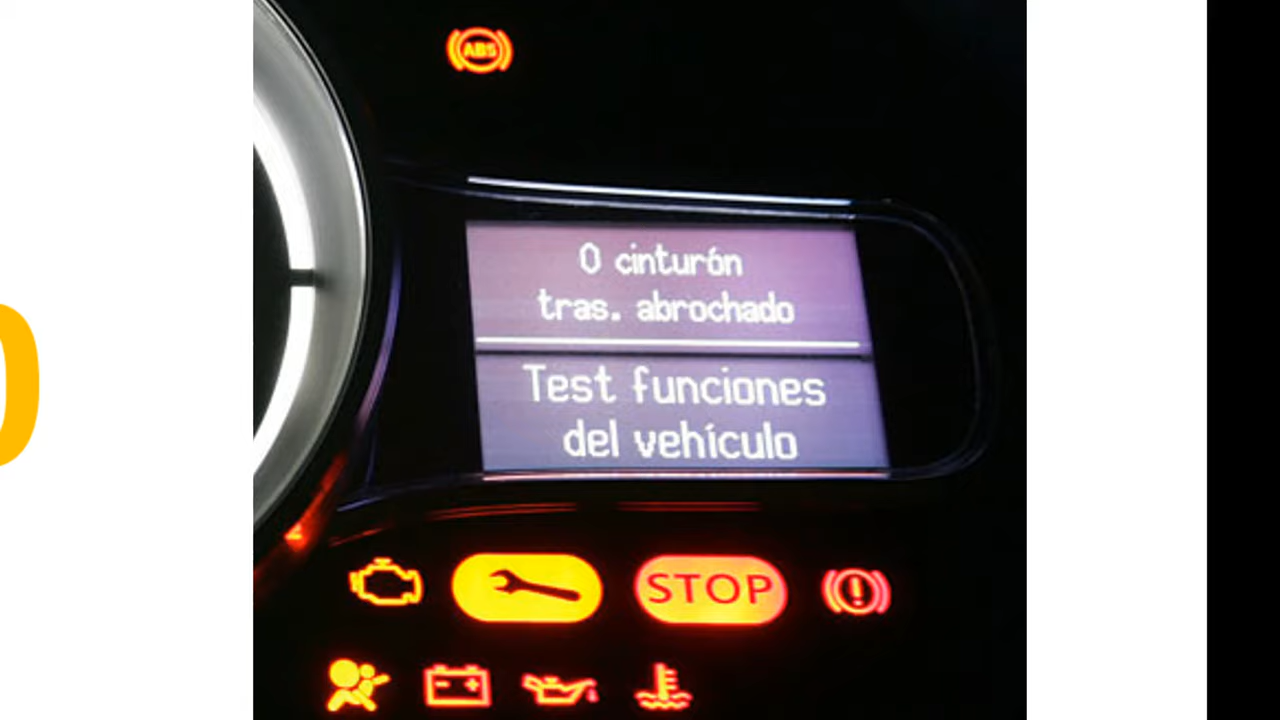 ABS
0 cinturón
tras. abrochado
Test funciones
del vehículo
STOP